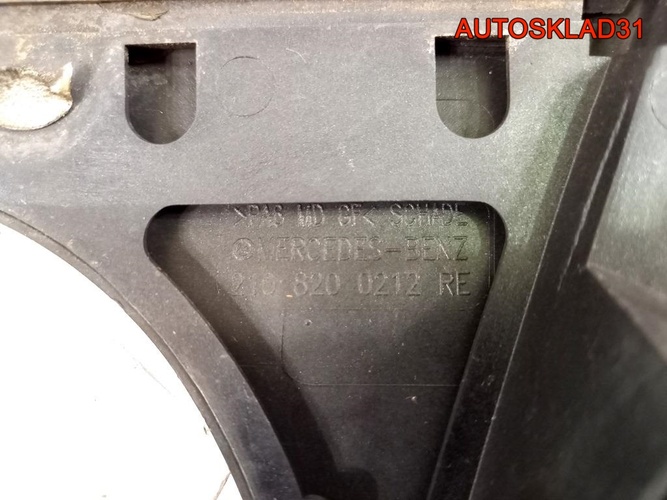 AUTOSKLAD31
>PA6 MD GF< SCHADE
MERCEDES-BENZ
210 820 0212 RE